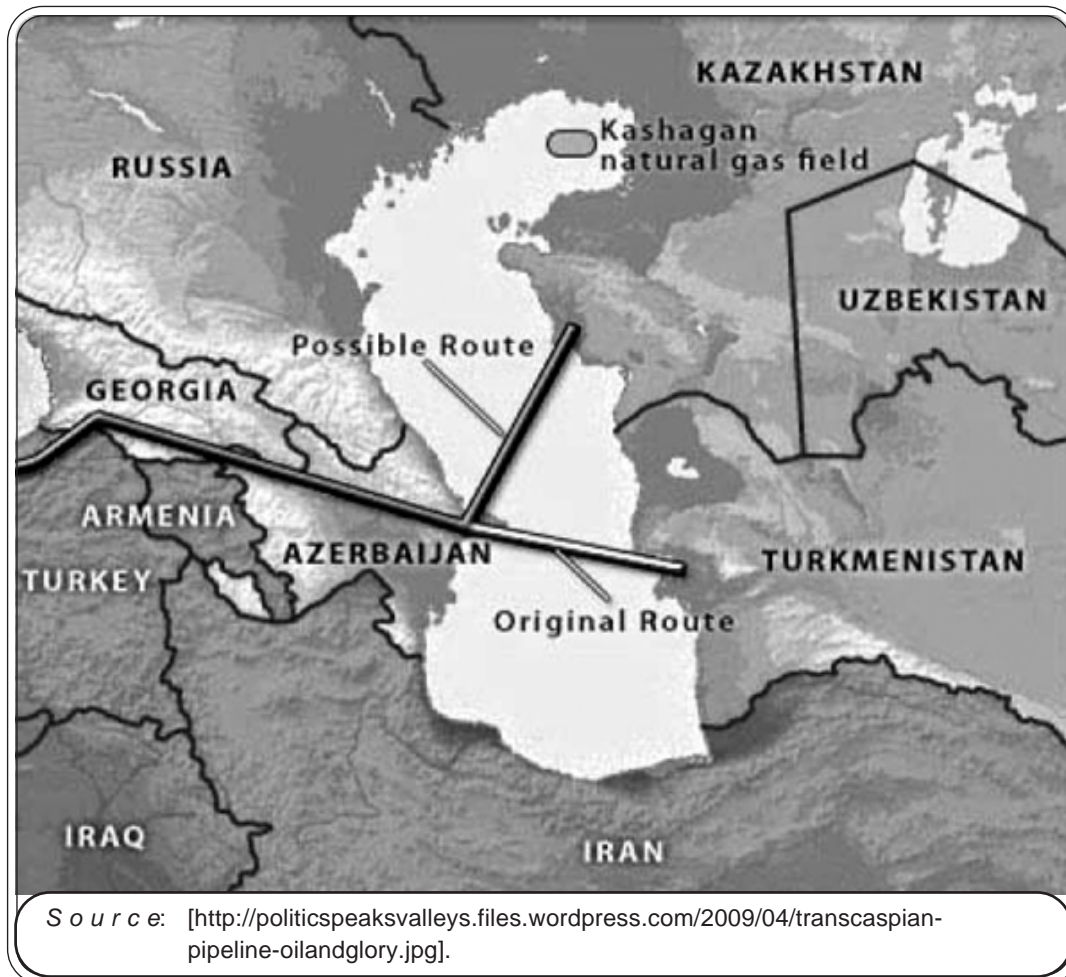 KAZAKHSTAN
Kashagan
natural gas field
RUSSIA
UZBEKISTAN
Possible Route
GEORGIA
ARMENIA
AZERBAIJAN
TURKMENISTAN
TURKEY
Original Route
IRAQ
IRAN
Source: [http://politicspeaksvalleys.files.wordpress.com/2009/04/transcaspian-
pipeline-oilandglory.jpg].